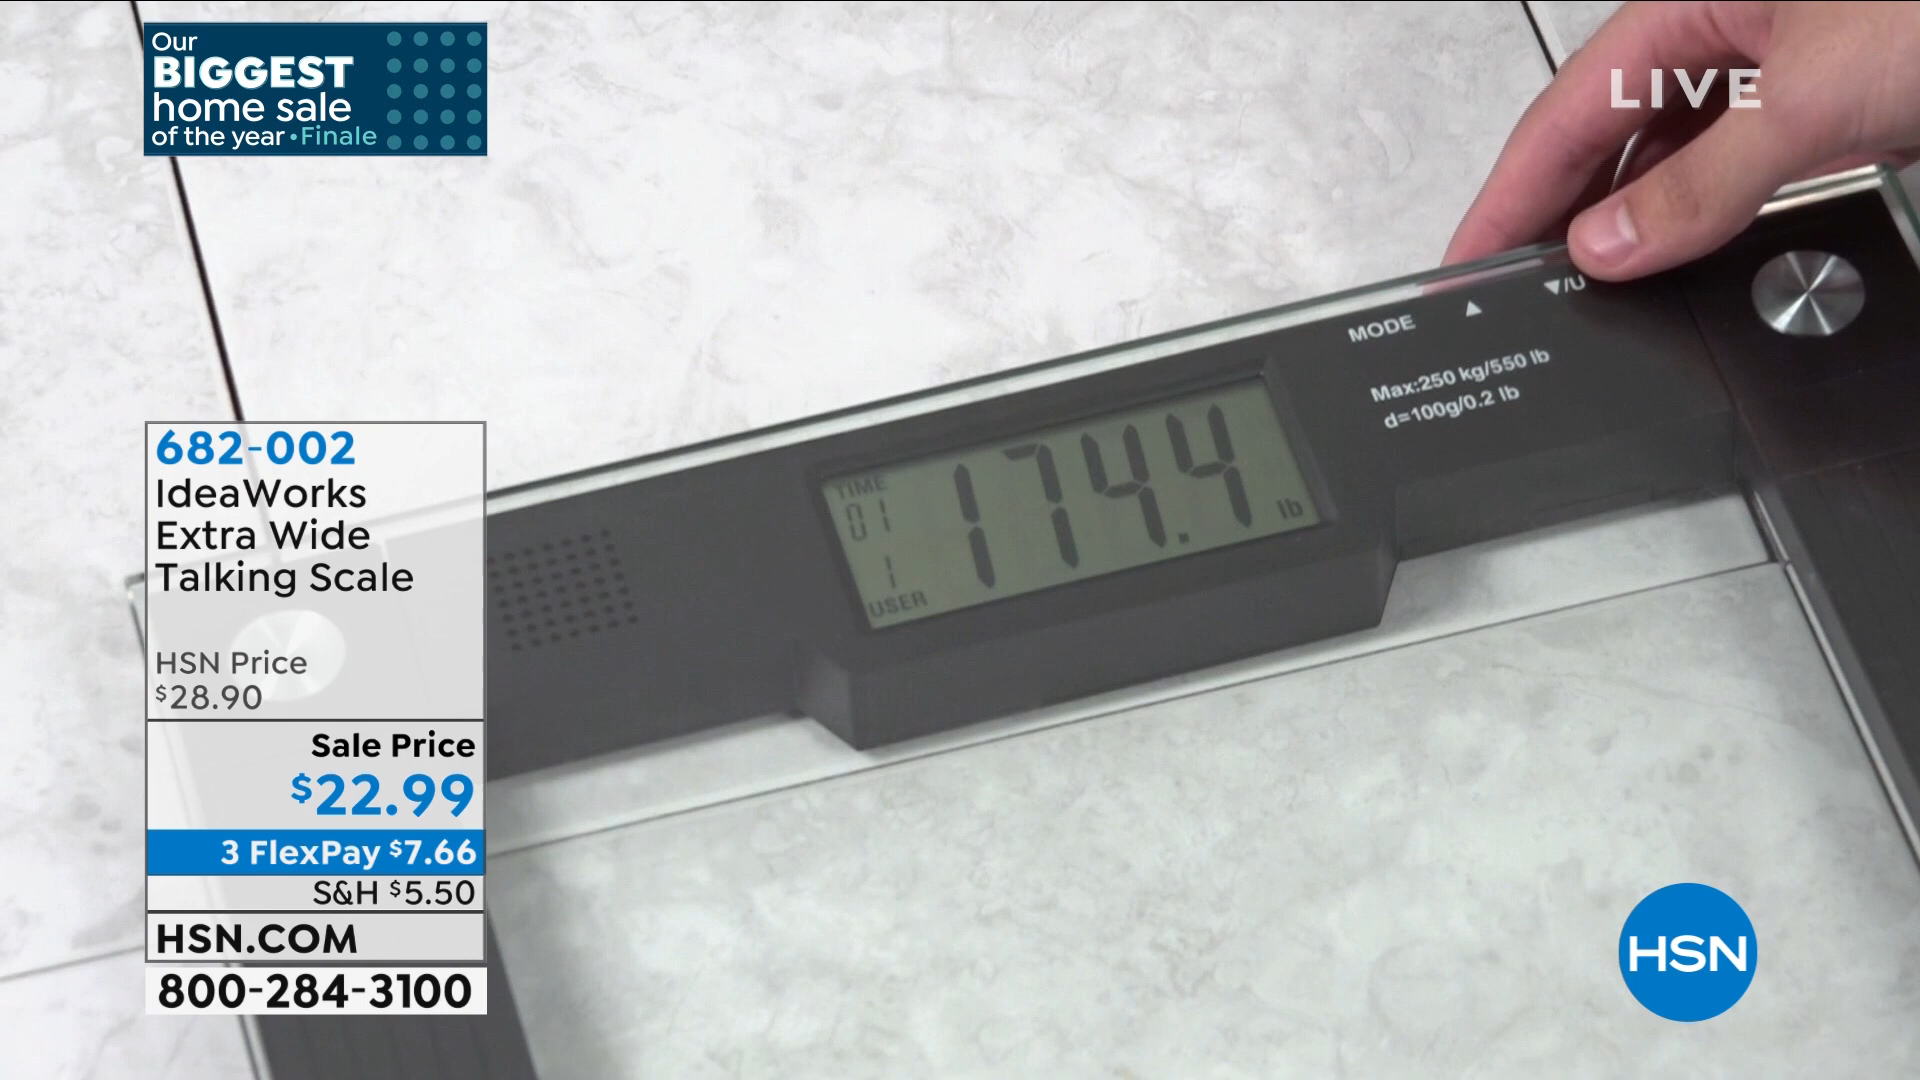 Our
BIGGEST
home sale
of the year • Finale
LIVE
MODE ▲ ▼/U
Max:250 kg/550 lb
d=100g/0.2 lb
TIME
01
1
USER
174.4 lb
682-002
IdeaWorks
Extra Wide
Talking Scale
HSN Price
$28.90
Sale Price
$22.99
3 FlexPay $7.66
S&H $5.50
HSN.COM
800-284-3100
HSN